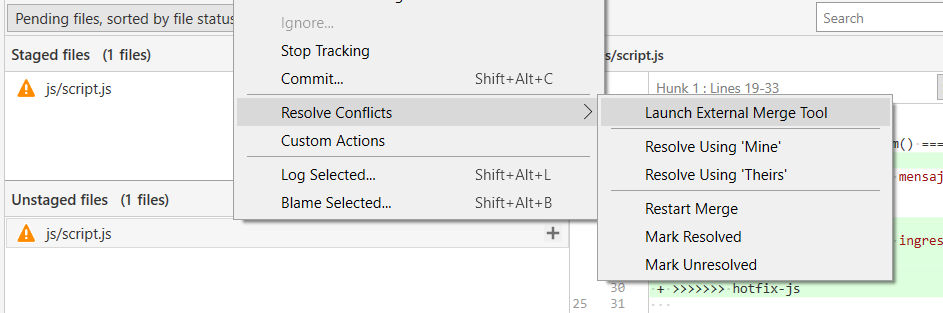 Pending files, sorted by file status
Search
Staged files (1 files)
js/script.js
Unstaged files (1 files)
js/script.js
Ignore...
Stop Tracking
Commit... Shift+Alt+C
Resolve Conflicts
Custom Actions
Log Selected... Shift+Alt+L
Blame Selected... Shift+Alt+B
Launch External Merge Tool
Resolve Using 'Mine'
Resolve Using 'Theirs'
Restart Merge
Mark Resolved
Mark Unresolved
s/script.js
Hunk 1 : Lines 19-33
m() ===
mensaj
ingres
30 + >>>>>>> hotfix-js
25 31